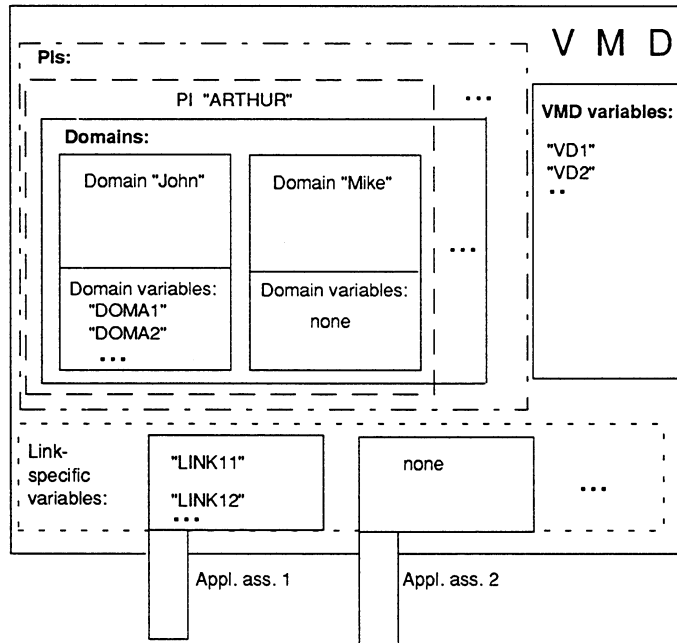 V M D
PIs:
PI "ARTHUR"
...
Domains:
Domain "John"
Domain variables:
"DOMA1"
"DOMA2"
...
Domain "Mike"
Domain variables:
none
...
VMD variables:
"VD1"
"VD2"
..
Link-
specific
variables:
"LINK11"
"LINK12"
...
none
...
Appl. ass. 1
Appl. ass. 2